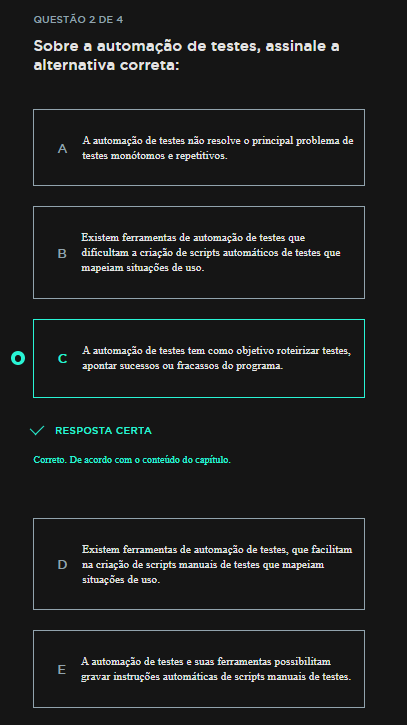 QUESTÃO 2 DE 4
Sobre a automação de testes, assinale a
alternativa correta:
A
A automação de testes não resolve o principal problema de
testes monótomos e repetitivos.
B
Existem ferramentas de automação de testes que
dificultam a criação de scripts automáticos de testes que
mapeiam situações de uso.
C
A automação de testes tem como objetivo roteirizar testes,
apontar sucessos ou fracassos do programa.
RESPOSTA CERTA
Correto. De acordo com o conteúdo do capítulo.
D
Existem ferramentas de automação de testes, que facilitam
na criação de scripts manuais de testes que mapeiam
situações de uso.
E
A automação de testes e suas ferramentas possibilitam
gravar instruções automáticas de scripts manuais de testes.